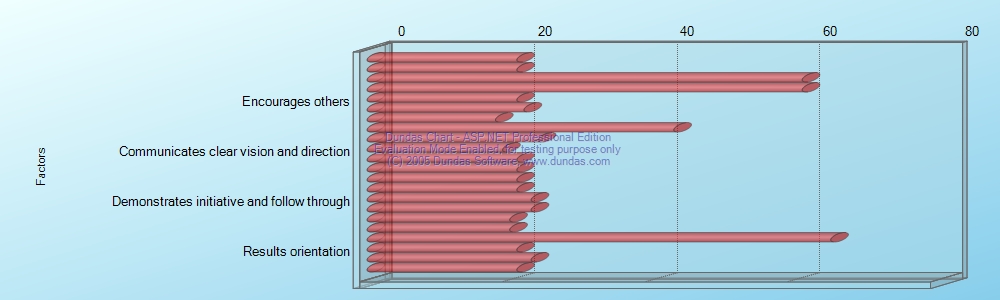 0 20 40 60 80
Encourages others
Communicates clear vision and direction
Demonstrates initiative and follow through
Results orientation
Factors
Dundas Chart - ASP.NET Professional Edition
Evaluation Mode Enabled, for testing purpose only
(C) 2005 Dundas Software, www.dundas.com